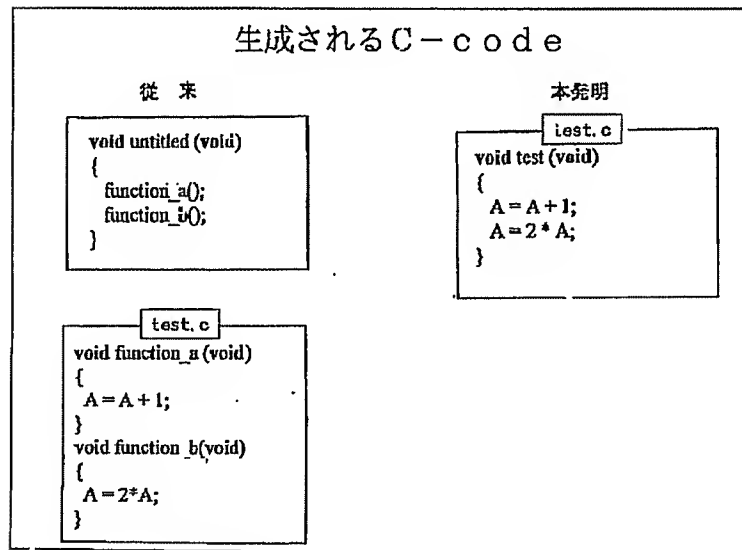 生成されるC−code
従 来
void untitled (void)
{
function_a();
function_b();
}
test.c
void function_a (void)
{
A = A + 1;
}
void function_b(void)
{
A = 2*A;
}
本発明
test.c
void test (void)
{
A = A + 1;
A = 2 * A;
}